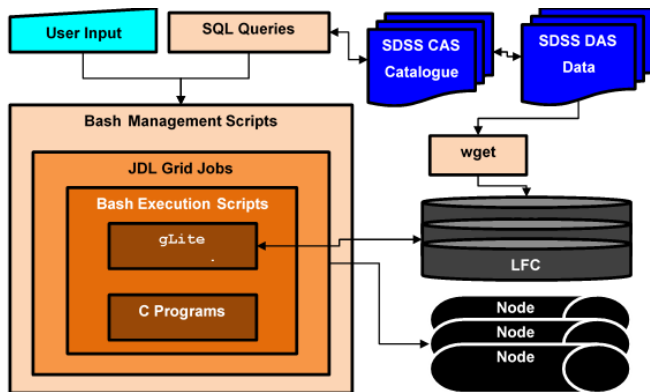 User Input
SQL Queries
SDSS CAS
Catalogue
SDSS DAS
Data
Bash Management Scripts
wget
JDL Grid Jobs
Bash Execution Scripts
gLite
.
LFC
C Programs
Node
Node
Node